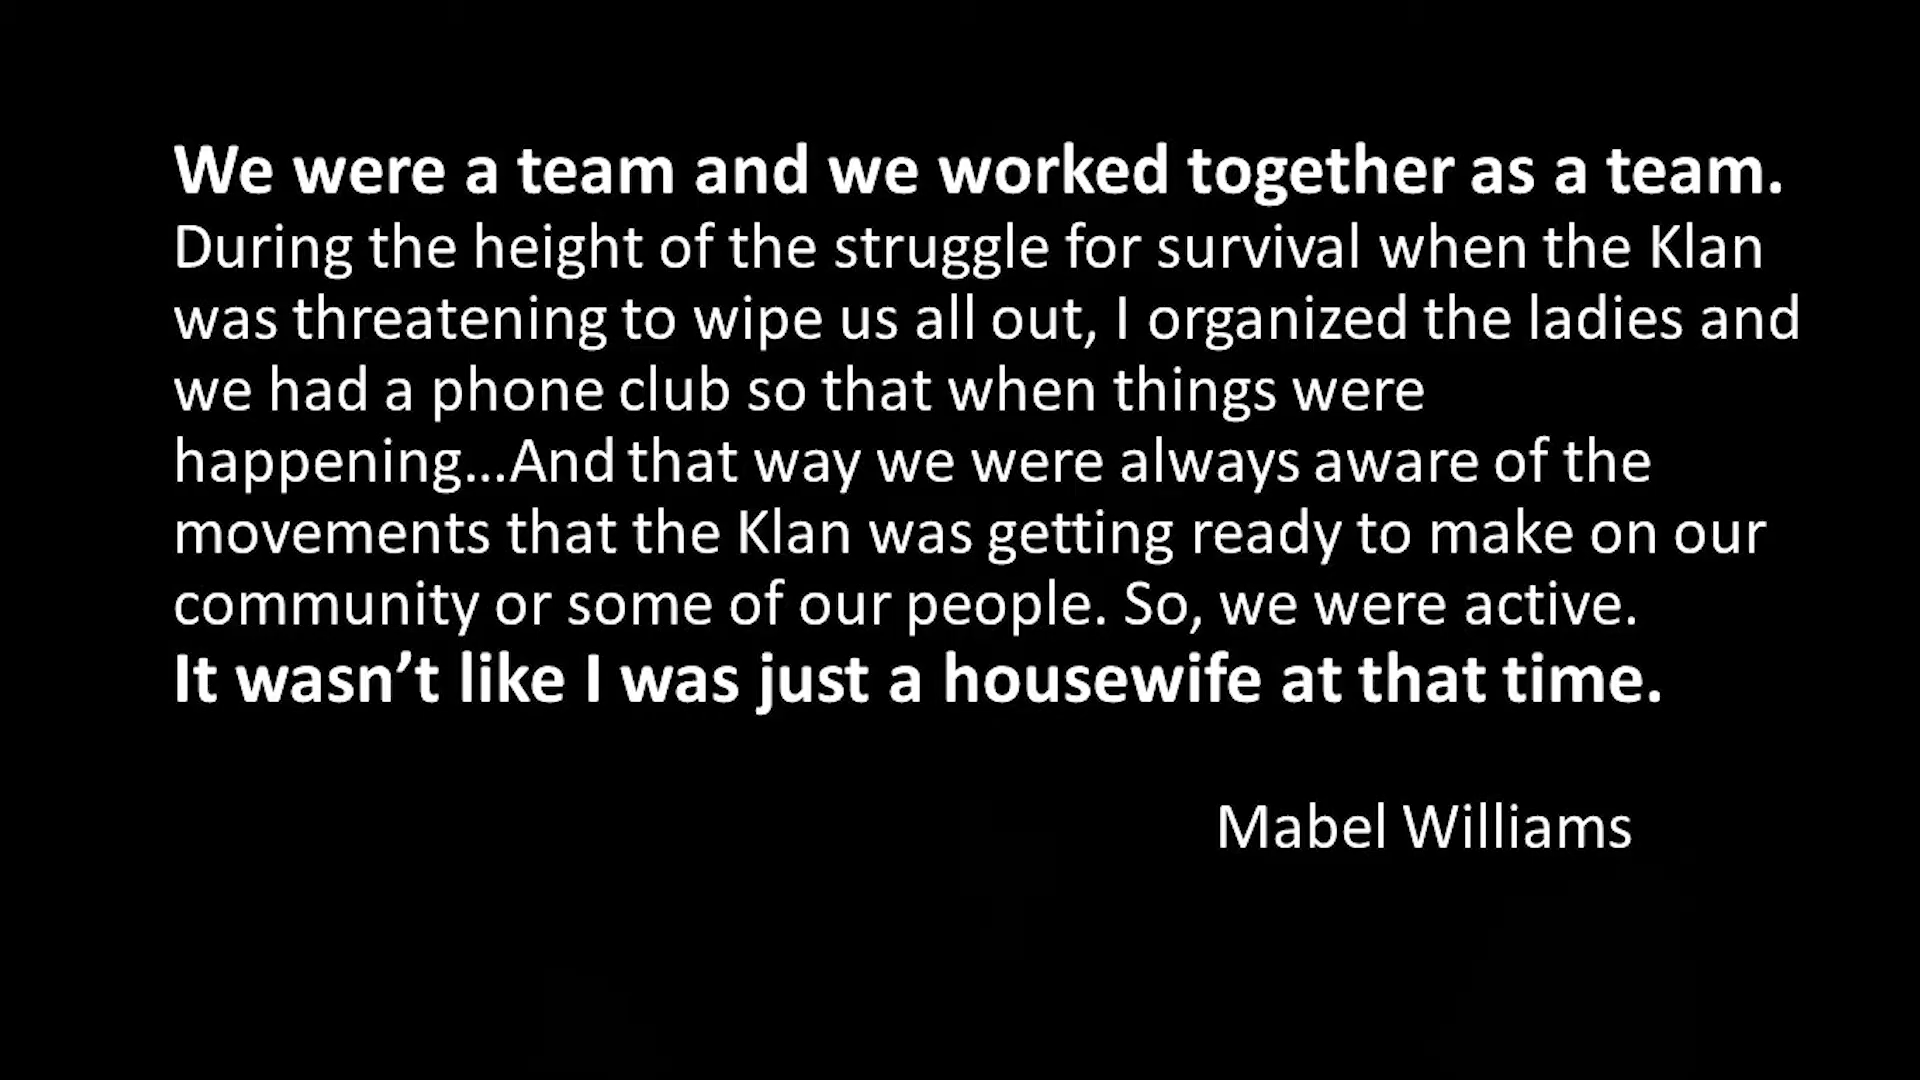 We were a team and we worked together as a team.
During the height of the struggle for survival when the Klan
was threatening to wipe us all out, I organized the ladies and
we had a phone club so that when things were
happening...And that way we were always aware of the
movements that the Klan was getting ready to make on our
community or some of our people. So, we were active.
It wasn’t like I was just a housewife at that time.
Mabel Williams